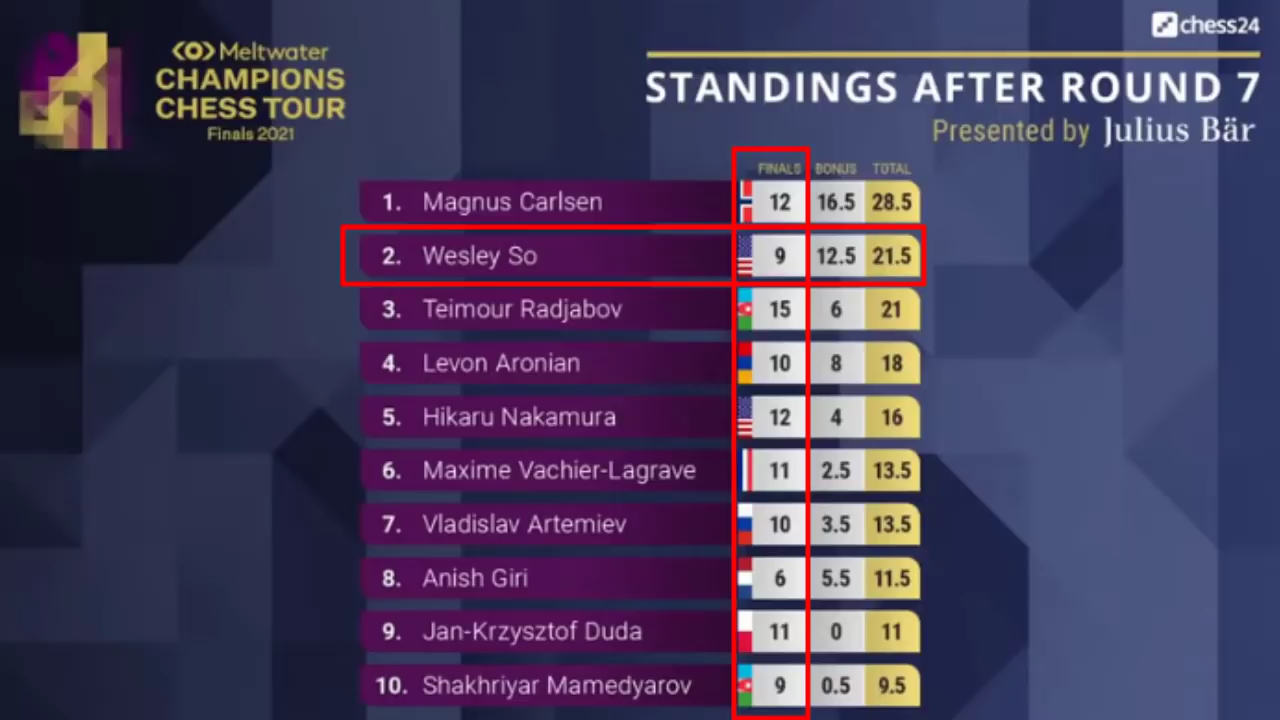 chess24
Meltwater
CHAMPIONS
CHESS TOUR
Finals 2021
STANDINGS AFTER ROUND 7
Presented by Julius Bär
FINALS BONUS TOTAL
1. Magnus Carlsen 12 16.5 28.5
2. Wesley So 9 12.5 21.5
3. Teimour Radjabov 15 6 21
4. Levon Aronian 10 8 18
5. Hikaru Nakamura 12 4 16
6. Maxime Vachier-Lagrave 11 2.5 13.5
7. Vladislav Artemiev 10 3.5 13.5
8. Anish Giri 6 5.5 11.5
9. Jan-Krzysztof Duda 11 0 11
10. Shakhriyar Mamedyarov 9 0.5 9.5